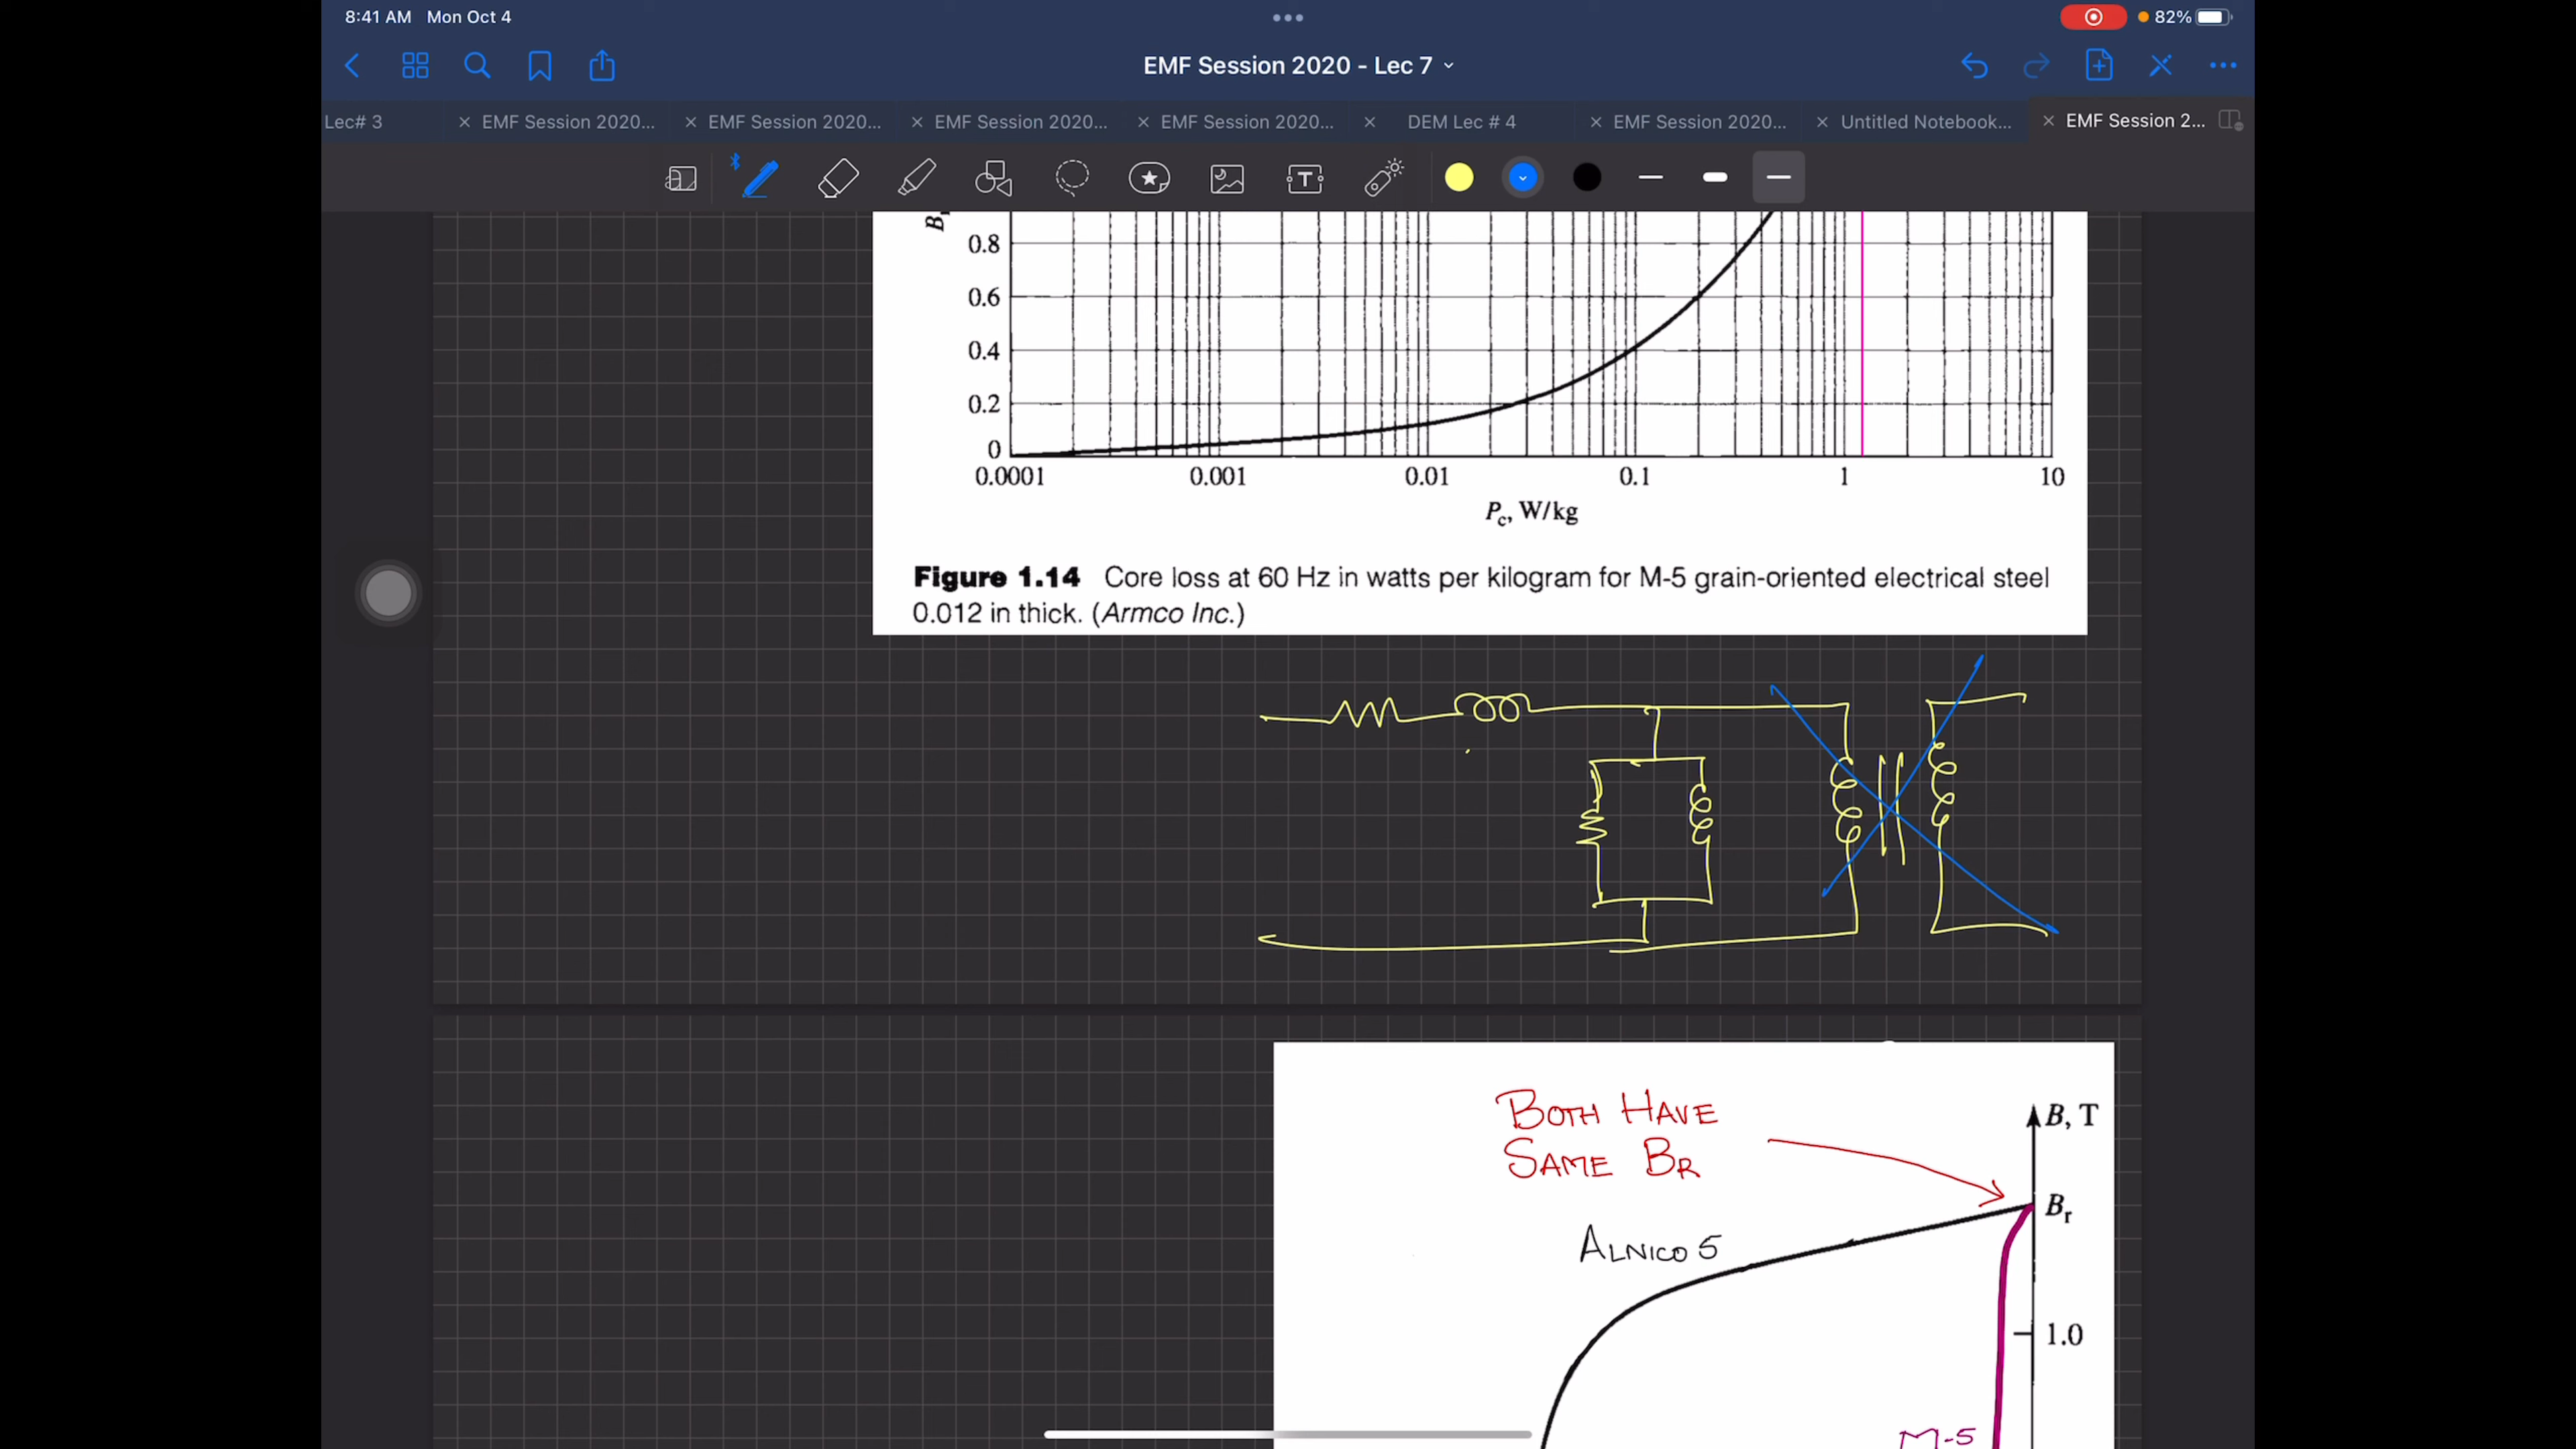 8:41 AM Mon Oct 4
82%
EMF Session 2020 - Lec 7
Lec# 3
EMF Session 2020...
EMF Session 2020...
EMF Session 2020...
EMF Session 2020...
DEM Lec # 4
EMF Session 2020...
Untitled Notebook...
EMF Session 2...
0.8
0.6
0.4
0.2
0
0.0001 0.001 0.01 0.1 1 10
Pc, W/kg
Figure 1.14 Core loss at 60 Hz in watts per kilogram for M-5 grain-oriented electrical steel
0.012 in thick. (Armco Inc.)
BOTH HAVE
SAME BR
B, T
Br
ALNICO 5
1.0
M-5